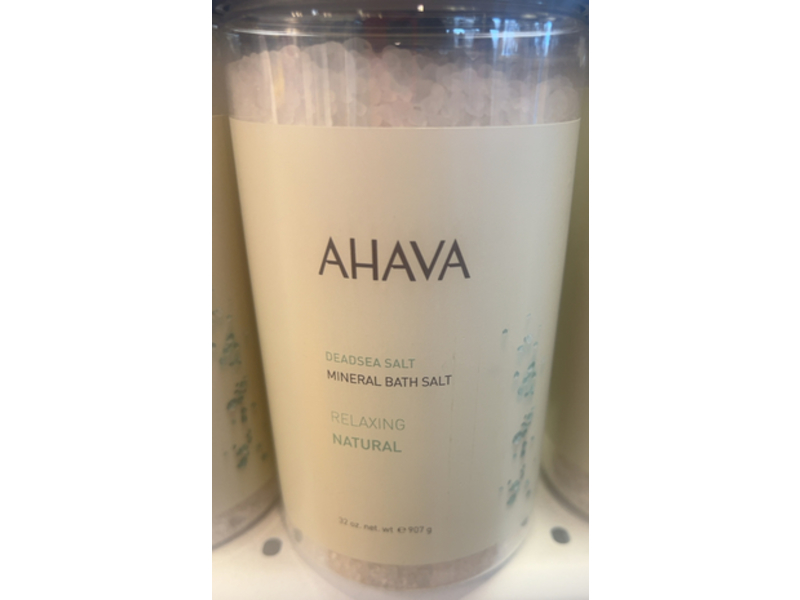 AHAVA
DEADSEA SALT
MINERAL BATH SALT
RELAXING
NATURAL
32 oz. net. wt. e 907 g